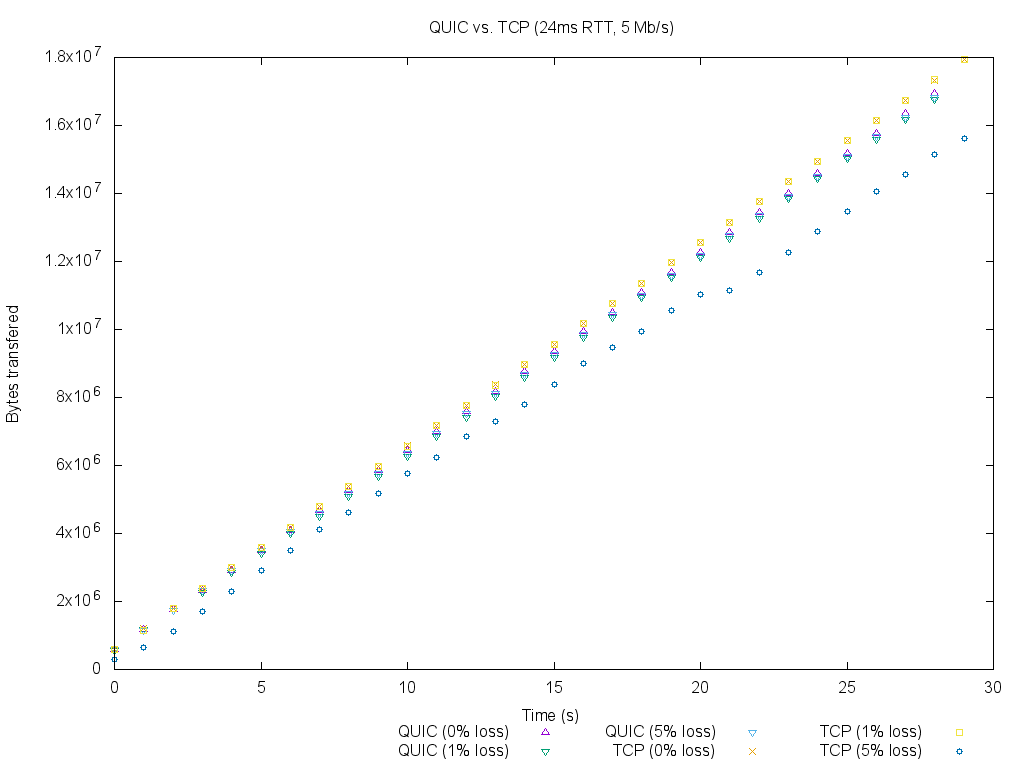 QUIC vs. TCP (24ms RTT, 5 Mb/s)
1.8x10^7
1.6x10^7
1.4x10^7
1.2x10^7
1x10^7
8x10^6
6x10^6
4x10^6
2x10^6
0
Bytes transfered
0 5 10 15 20 25 30
Time (s)
QUIC (0% loss) QUIC (5% loss) TCP (1% loss)
QUIC (1% loss) TCP (0% loss) TCP (5% loss)